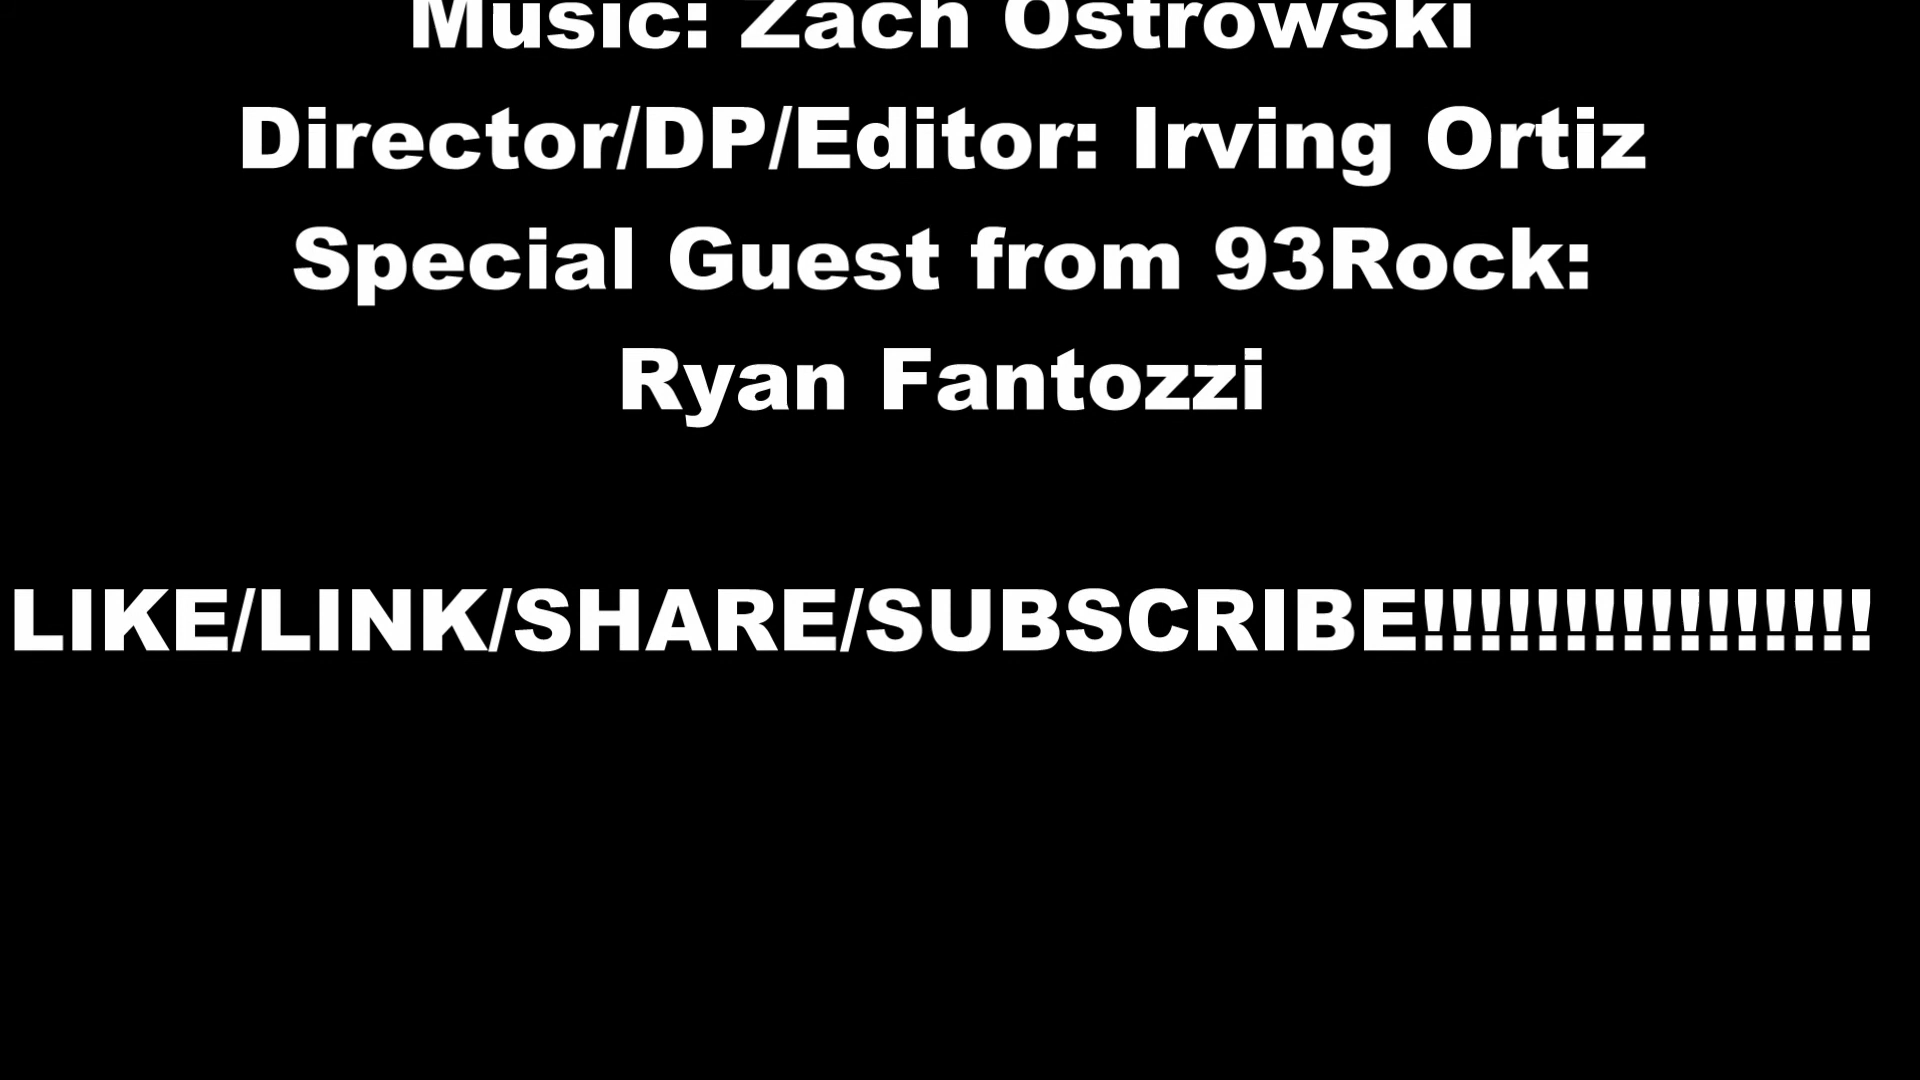 Music: Zach Ostrowski
Director/DP/Editor: Irving Ortiz
Special Guest from 93Rock:
Ryan Fantozzi
LIKE/LINK/SHARE/SUBSCRIBE!!!!!!!!!!!!!!!!